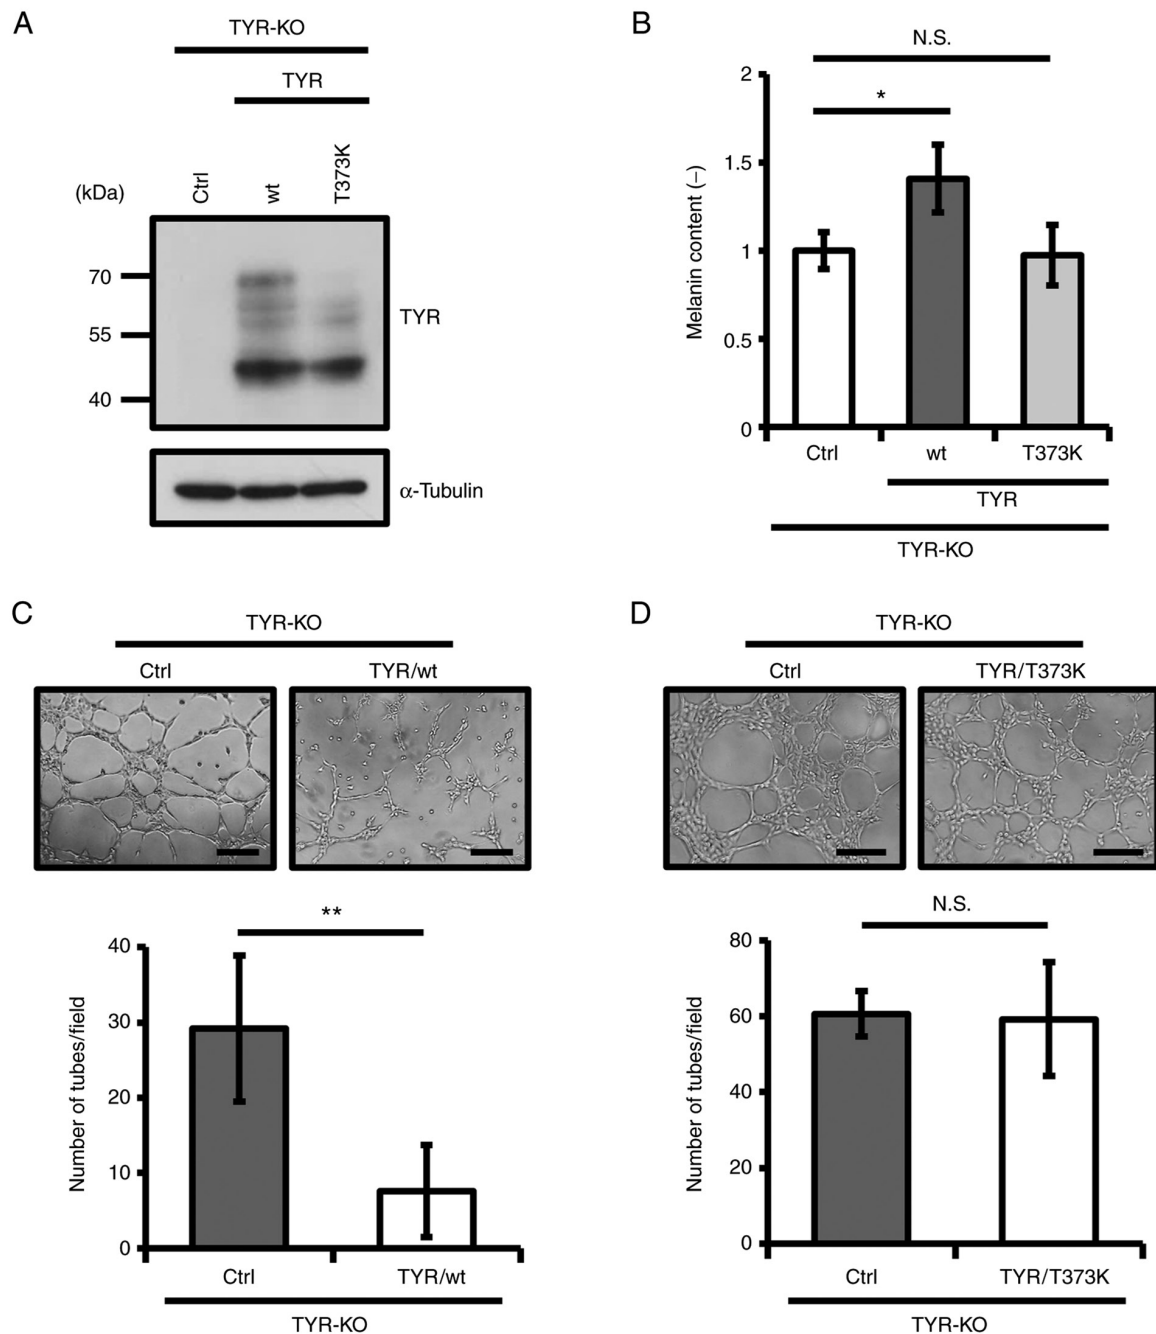 A
TYR-KO
TYR
(kDa)
Ctrl
wt
T373K
70
55
40
TYR
α-Tubulin
B
N.S.
*
Melanin content (–)
2
1.5
1
0.5
0
Ctrl
wt
T373K
TYR
TYR-KO
C
TYR-KO
Ctrl
TYR/wt
**
Number of tubes/field
40
30
20
10
0
Ctrl
TYR/wt
TYR-KO
D
TYR-KO
Ctrl
TYR/T373K
N.S.
Number of tubes/field
80
60
40
20
0
Ctrl
TYR/T373K
TYR-KO